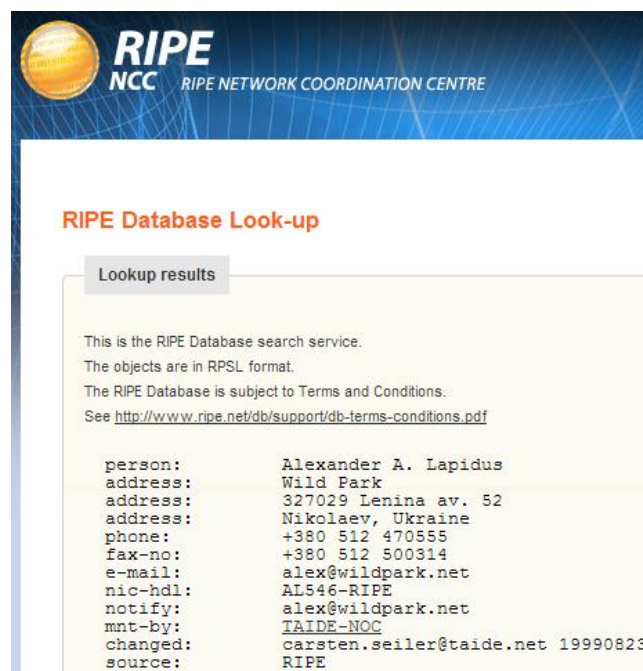 RIPE
NCC RIPE NETWORK COORDINATION CENTRE
RIPE Database Look-up
Lookup results
This is the RIPE Database search service.
The objects are in RPSL format.
The RIPE Database is subject to Terms and Conditions.
See http://www.ripe.net/db/support/db-terms-conditions.pdf
person: Alexander A. Lapidus
address: Wild Park
address: 327029 Lenina av. 52
address: Nikolaev, Ukraine
phone: +380 512 470555
fax-no: +380 512 500314
e-mail: alex@wildpark.net
nic-hdl: AL546-RIPE
notify: alex@wildpark.net
mnt-by: TAIDE-NOC
changed: carsten.seiler@taide.net 19990823
source: RIPE